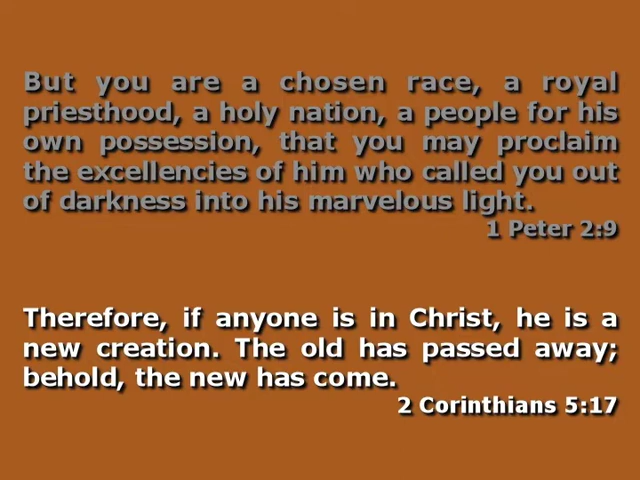 But you are a chosen race, a royal
priesthood, a holy nation, a people for his
own possession, that you may proclaim
the excellencies of him who called you out
of darkness into his marvelous light.
1 Peter 2:9
Therefore, if anyone is in Christ, he is a
new creation. The old has passed away;
behold, the new has come.
2 Corinthians 5:17